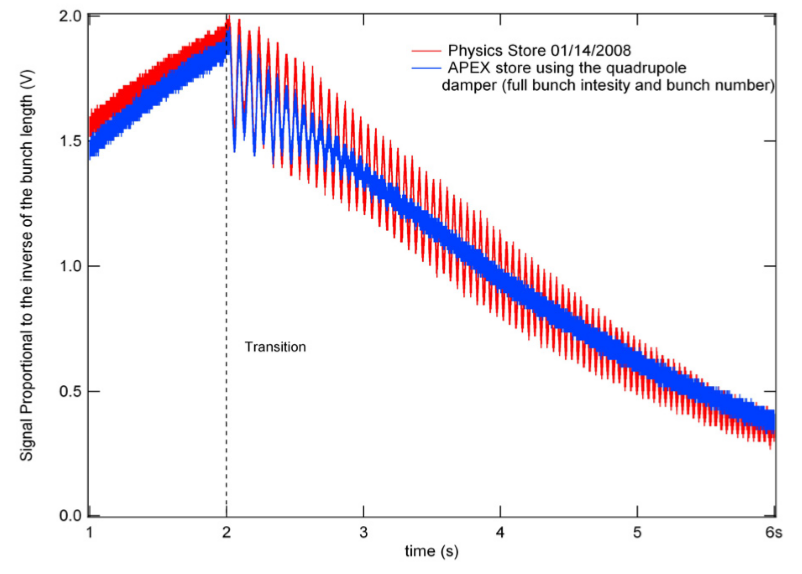 2.0
1.5
1.0
0.5
0.0
Signal Proportional to the inverse of the bunch length (V)
Physics Store 01/14/2008
APEX store using the quadrupole
damper (full bunch intesity and bunch number)
Transition
1 2 3 4 5 6s
time (s)